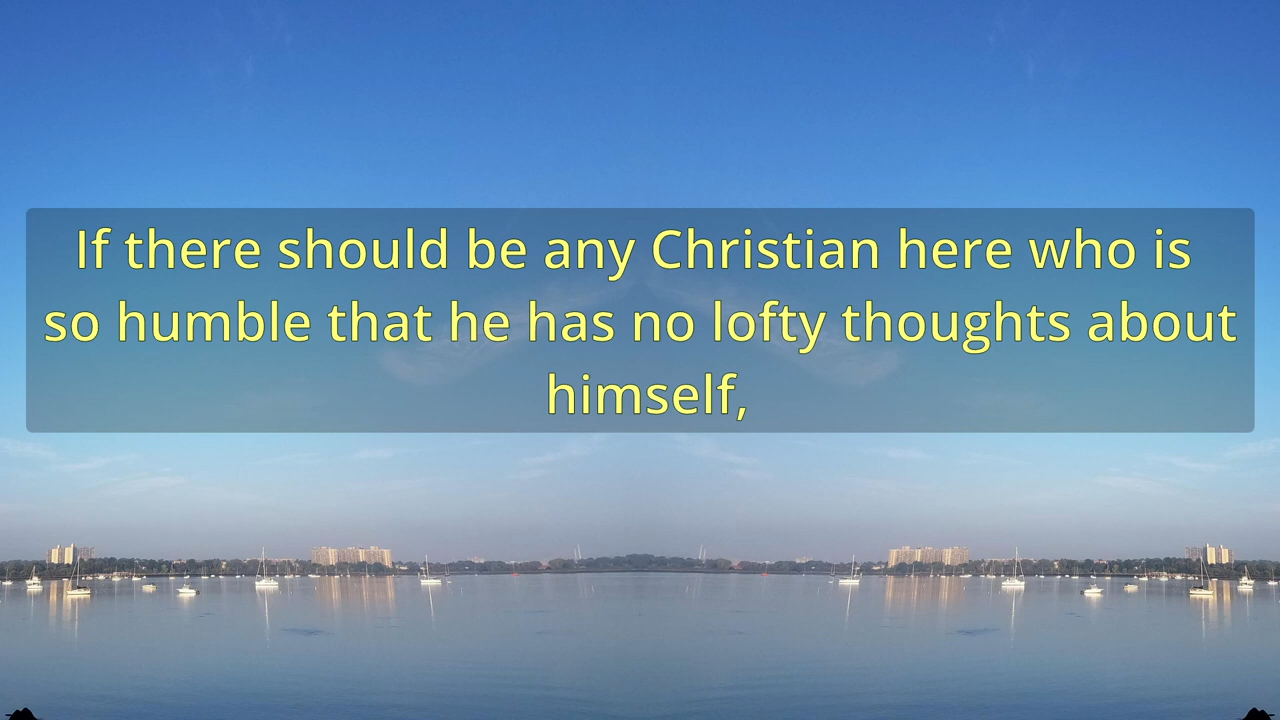 If there should be any Christian here who is
so humble that he has no lofty thoughts about
himself,